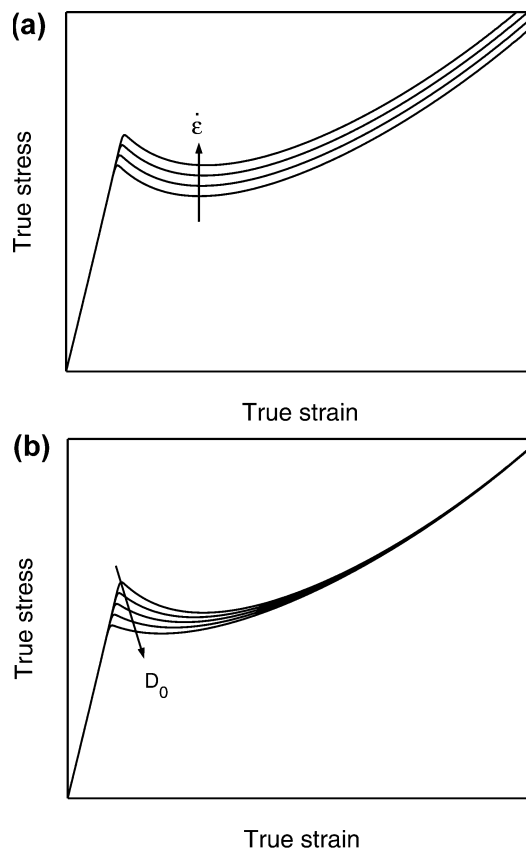 (a)
ε̇
True stress
True strain
(b)
D₀
True stress
True strain